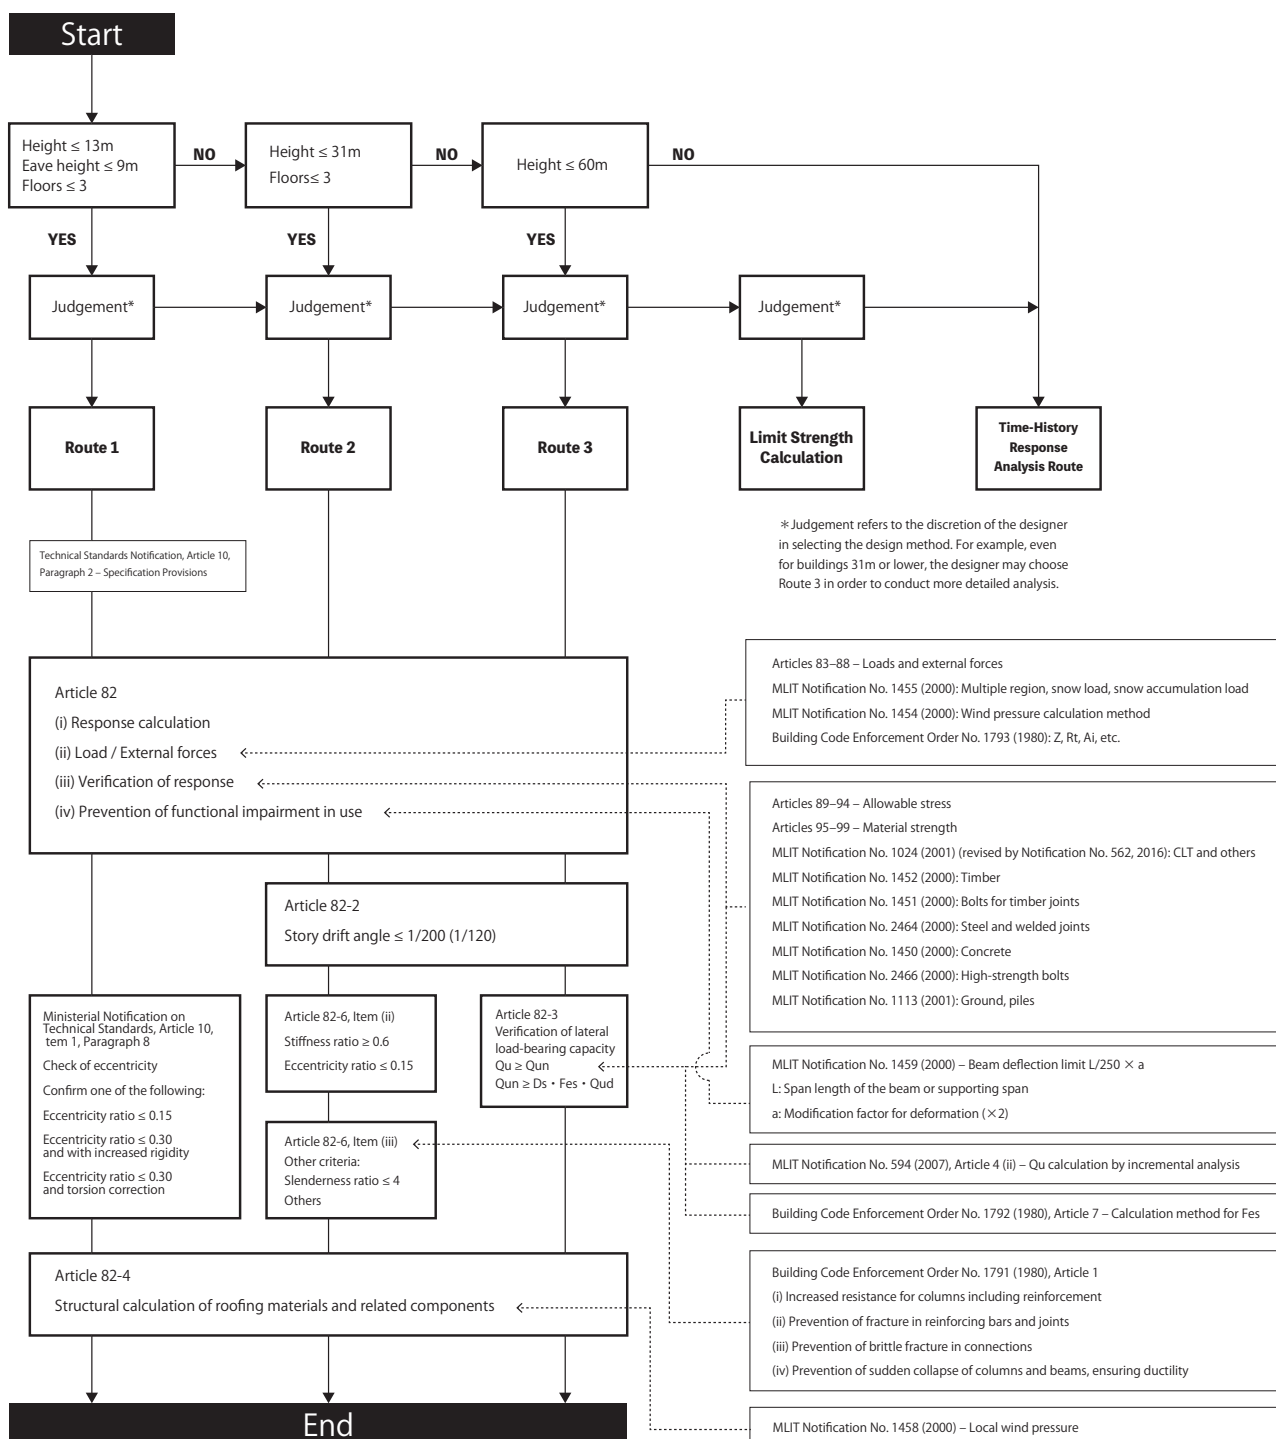 Start
Height ≤ 13m
Eave height ≤ 9m
Floors ≤ 3
NO
Height ≤ 31m
Floors≤ 3
NO
Height ≤ 60m
NO
YES
YES
YES
Judgement*
Judgement*
Judgement*
Judgement*
Route 1
Route 2
Route 3
Limit Strength
Calculation
Time-History
Response
Analysis Route
Technical Standards Notification, Article 10,
Paragraph 2 – Specification Provisions
＊Judgement refers to the discretion of the designer
in selecting the design method. For example, even
for buildings 31m or lower, the designer may choose
Route 3 in order to conduct more detailed analysis.
Article 82
(i) Response calculation
(ii) Load / External forces
(iii) Verification of response
(iv) Prevention of functional impairment in use
Articles 83–88 – Loads and external forces
MLIT Notification No. 1455 (2000): Multiple region, snow load, snow accumulation load
MLIT Notification No. 1454 (2000): Wind pressure calculation method
Building Code Enforcement Order No. 1793 (1980): Z, Rt, Ai, etc.
Articles 89–94 – Allowable stress
Articles 95–99 – Material strength
MLIT Notification No. 1024 (2001) (revised by Notification No. 562, 2016): CLT and others
MLIT Notification No. 1452 (2000): Timber
MLIT Notification No. 1451 (2000): Bolts for timber joints
MLIT Notification No. 2464 (2000): Steel and welded joints
MLIT Notification No. 1450 (2000): Concrete
MLIT Notification No. 2466 (2000): High-strength bolts
MLIT Notification No. 1113 (2001): Ground, piles
Article 82-2
Story drift angle ≤ 1/200 (1/120)
Ministerial Notification on
Technical Standards, Article 10,
tem 1, Paragraph 8
Check of eccentricity
Confirm one of the following:
Eccentricity ratio ≤ 0.15
Eccentricity ratio ≤ 0.30
and with increased rigidity
Eccentricity ratio ≤ 0.30
and torsion correction
Article 82-6, Item (ii)
Stiffness ratio ≥ 0.6
Eccentricity ratio ≤ 0.15
Article 82-3
Verification of lateral
load-bearing capacity
Qu ≥ Qun
Qun ≥ Ds・Fes・Qud
Article 82-6, Item (iii)
Other criteria:
Slenderness ratio ≤ 4
Others
MLIT Notification No. 1459 (2000) – Beam deflection limit L/250 × a
L: Span length of the beam or supporting span
a: Modification factor for deformation (×2)
MLIT Notification No. 594 (2007), Article 4 (ii) – Qu calculation by incremental analysis
Building Code Enforcement Order No. 1792 (1980), Article 7 – Calculation method for Fes
Article 82-4
Structural calculation of roofing materials and related components
Building Code Enforcement Order No. 1791 (1980), Article 1
(i) Increased resistance for columns including reinforcement
(ii) Prevention of fracture in reinforcing bars and joints
(iii) Prevention of brittle fracture in connections
(iv) Prevention of sudden collapse of columns and beams, ensuring ductility
End
MLIT Notification No. 1458 (2000) – Local wind pressure